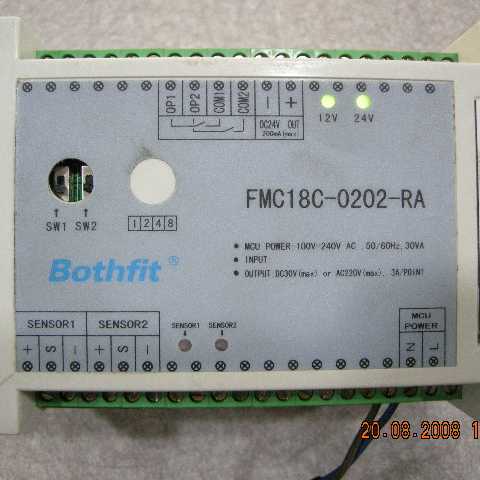 OP1 OP2 COM1 COM2 - +
DC24V OUT
200mA(max)
12V 24V
FMC18C-0202-RA
SW1 SW2
1 2 4 8
• MCU POWER:100V-240V AC ,50/60Hz,30VA
• INPUT:
• OUTPUT:DC30V(max) or AC220V(max), 3A/POiNT
Bothfit®
SENSOR1 SENSOR2
SENSOR1 SENSOR2
MCU
POWER
+ S - + S - N L
20.08.2008 1